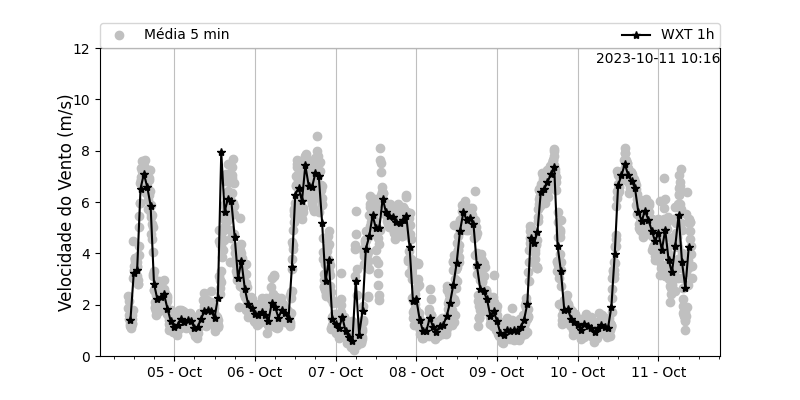 Média 5 min
WXT 1h
2023-10-11 10:16
Velocidade do Vento (m/s)
12
10
8
6
4
2
0
05 - Oct
06 - Oct
07 - Oct
08 - Oct
09 - Oct
10 - Oct
11 - Oct